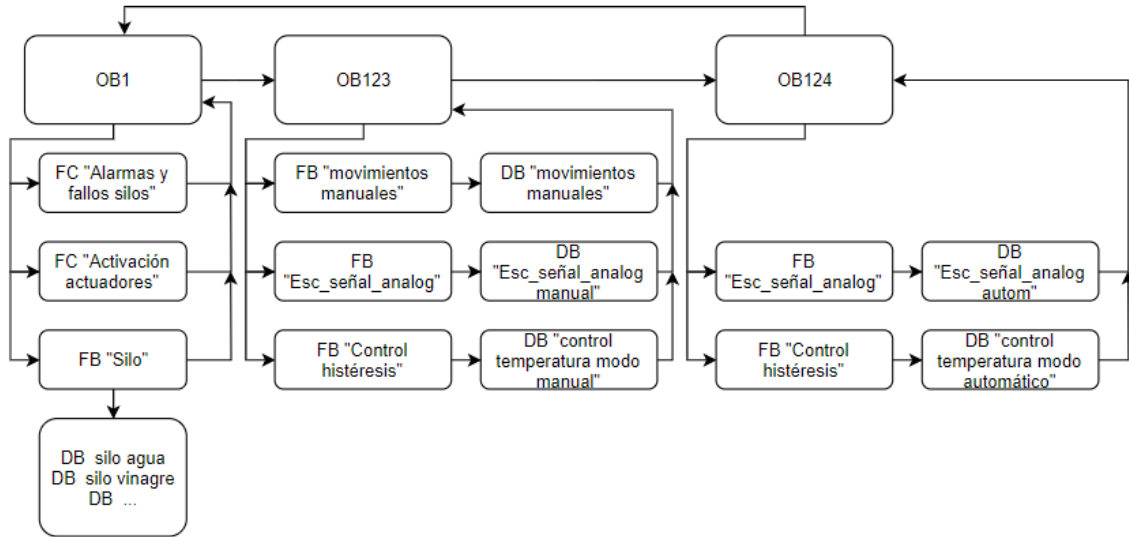 OB1
OB123
OB124
FC "Alarmas y
fallos silos"
FB "movimientos
manuales"
DB "movimientos
manuales"
FC "Activación
actuadores"
FB
"Esc_señal_analog"
DB
"Esc_señal_analog
manual"
FB
"Esc_señal_analog"
DB
"Esc_señal_analog
autom"
FB "Silo"
FB "Control
histéresis"
DB "control
temperatura modo
manual"
FB "Control
histéresis"
DB "control
temperatura modo
automático"
DB silo agua
DB silo vinagre
DB ...